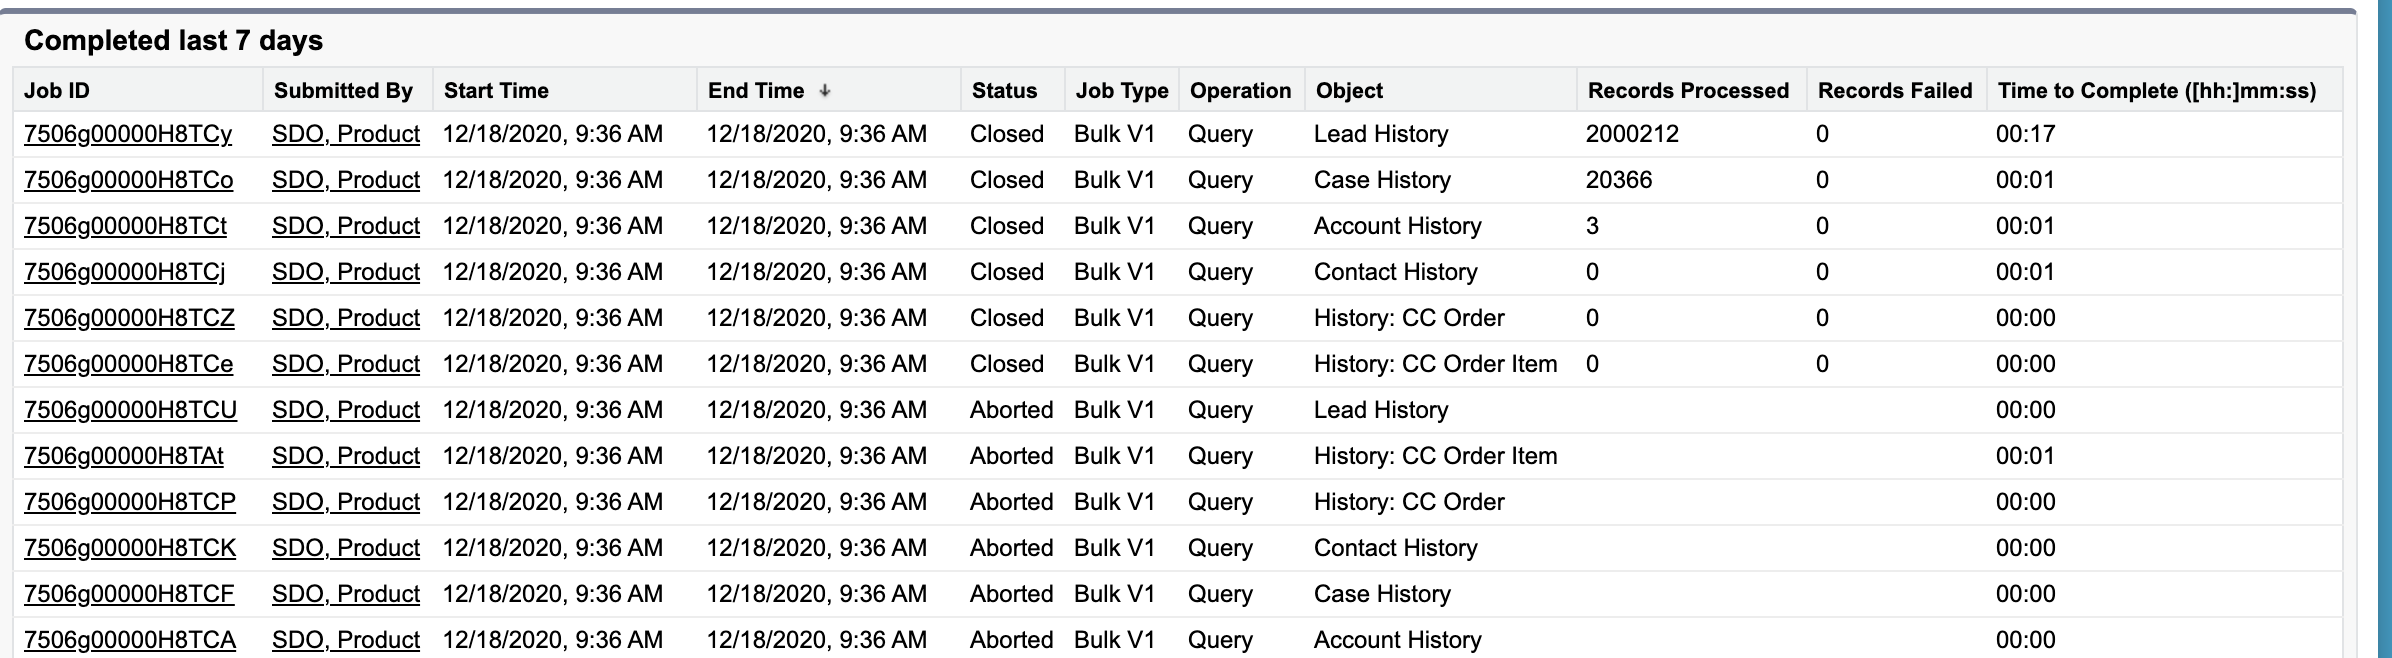 Completed last 7 days
Job ID Submitted By Start Time End Time ↓ Status Job Type Operation Object Records Processed Records Failed Time to Complete ([hh:]mm:ss)
7506g00000H8TCy SDO, Product 12/18/2020, 9:36 AM 12/18/2020, 9:36 AM Closed Bulk V1 Query Lead History 2000212 0 00:17
7506g00000H8TCo SDO, Product 12/18/2020, 9:36 AM 12/18/2020, 9:36 AM Closed Bulk V1 Query Case History 20366 0 00:01
7506g00000H8TCt SDO, Product 12/18/2020, 9:36 AM 12/18/2020, 9:36 AM Closed Bulk V1 Query Account History 3 0 00:01
7506g00000H8TCj SDO, Product 12/18/2020, 9:36 AM 12/18/2020, 9:36 AM Closed Bulk V1 Query Contact History 0 0 00:01
7506g00000H8TCZ SDO, Product 12/18/2020, 9:36 AM 12/18/2020, 9:36 AM Closed Bulk V1 Query History: CC Order 0 0 00:00
7506g00000H8TCe SDO, Product 12/18/2020, 9:36 AM 12/18/2020, 9:36 AM Closed Bulk V1 Query History: CC Order Item 0 0 00:00
7506g00000H8TCU SDO, Product 12/18/2020, 9:36 AM 12/18/2020, 9:36 AM Aborted Bulk V1 Query Lead History 00:00
7506g00000H8TAt SDO, Product 12/18/2020, 9:36 AM 12/18/2020, 9:36 AM Aborted Bulk V1 Query History: CC Order Item 00:01
7506g00000H8TCP SDO, Product 12/18/2020, 9:36 AM 12/18/2020, 9:36 AM Aborted Bulk V1 Query History: CC Order 00:00
7506g00000H8TCK SDO, Product 12/18/2020, 9:36 AM 12/18/2020, 9:36 AM Aborted Bulk V1 Query Contact History 00:00
7506g00000H8TCF SDO, Product 12/18/2020, 9:36 AM 12/18/2020, 9:36 AM Aborted Bulk V1 Query Case History 00:00
7506g00000H8TCA SDO, Product 12/18/2020, 9:36 AM 12/18/2020, 9:36 AM Aborted Bulk V1 Query Account History 00:00